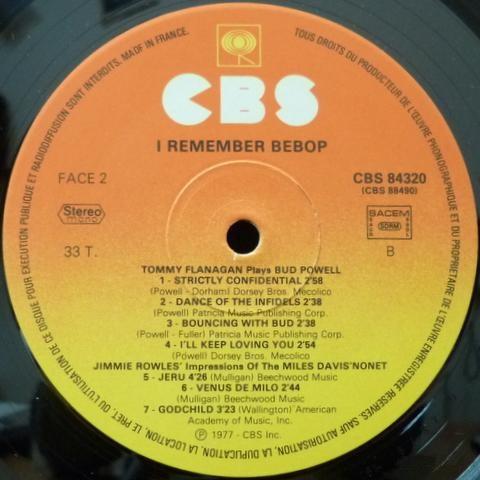 CBS
I REMEMBER BEBOP
FACE 2
CBS 84320
(CBS 88490)
Stereo
mono
SACEM
SDRM
33 T.
B
TOMMY FLANAGAN Plays BUD POWELL
1 - STRICTLY CONFIDENTIAL 2'58
(Powell - Dorham) Dorsey Bros. Mecolico
2 - DANCE OF THE INFIDELS 2'38
(Powell) Patricia Music Publishing Corp.
3 - BOUNCING WITH BUD 2'38
(Powell - Fuller) Patricia Music Publishing Corp.
4 - I'LL KEEP LOVING YOU 2'54
(Powell) Dorsey Bros. Mecolico
JIMMIE ROWLES' Impressions Of The MILES DAVIS'NONET
5 - JERU 4'26 (Mulligan) Beechwood Music
6 - VENUS DE MILO 2'44
(Mulligan) Beechwood Music
7 - GODCHILD 3'23 (Wallington) American
Academy of Music, Inc.
℗ 1977 - CBS Inc.
MADE IN FRANCE. TOUS DROITS DU PRODUCTEUR DE L'ŒUVRE PHONOGRAPHIQUE ET DU PROPRIETAIRE DE L'ŒUVRE ENREGISTREE RESERVES. SAUF AUTORISATION, LA LOCATION, LE PRET, OU L'UTILISATION DE CE DISQUE POUR EXECUTION PUBLIQUE ET RADIODIFFUSION SONT INTERDITS.